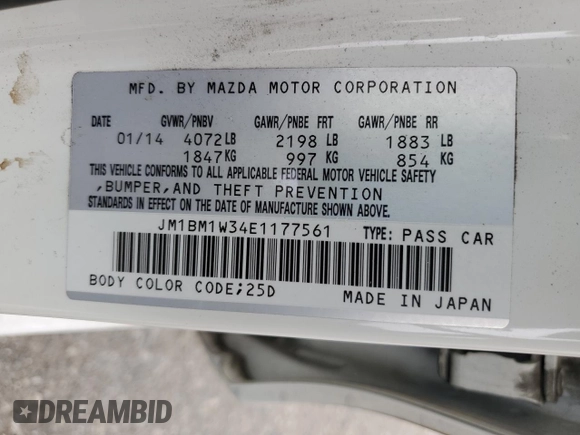 MFD. BY MAZDA MOTOR CORPORATION
DATE GVWR/PNBV GAWR/PNBE FRT GAWR/PNBE RR
01/14 4072LB 2198 LB 1883 LB
1847KG 997 KG 854 KG
THIS VEHICLE CONFORMS TO ALL APPLICABLE FEDERAL MOTOR VEHICLE SAFETY
,BUMPER,AND THEFT PREVENTION
STANDARDS IN EFFECT ON THE DATE OF MANUFACTURE SHOWN ABOVE.
JM1BM1W34E1177561 TYPE: PASS CAR
BODY COLOR CODE;25D MADE IN JAPAN
DREAMBID